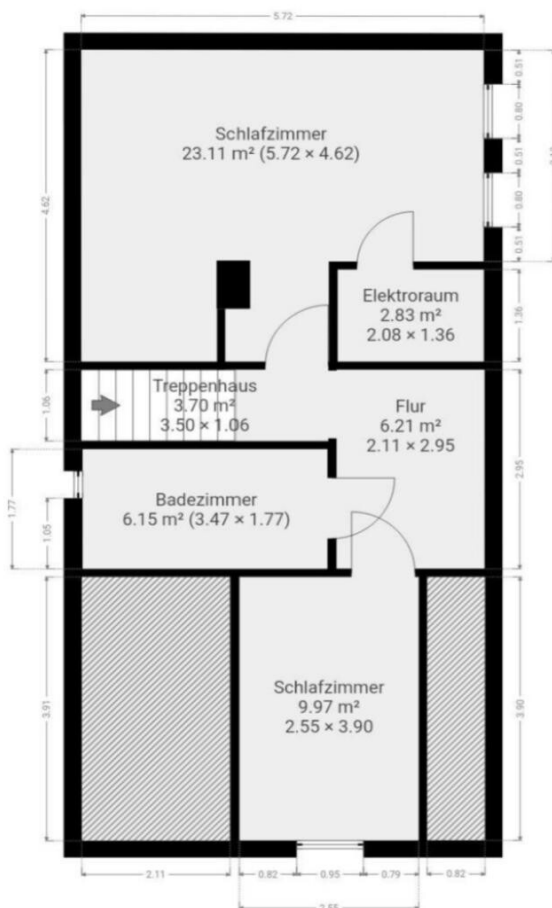 5.72
0.51
0.80
0.51
0.80
0.51
4.62
Schlafzimmer
23.11 m² (5.72 × 4.62)
Elektroraum
2.83 m²
2.08 × 1.36
1.36
1.06
Treppenhaus
3.70 m²
3.50 × 1.06
Flur
6.21 m²
2.11 × 2.95
2.95
1.77
1.05
Badezimmer
6.15 m² (3.47 × 1.77)
3.91
Schlafzimmer
9.97 m²
2.55 × 3.90
3.90
2.11
0.82
0.95
0.79
0.82
2.55